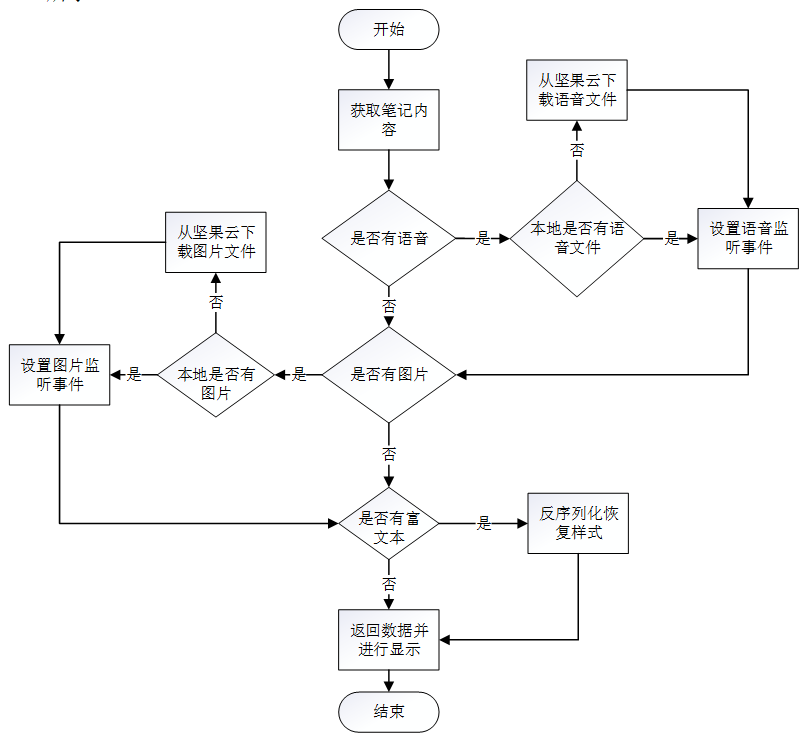 开始
获取笔记内
容
从坚果云下
载语音文件
否
是否有语音
是
本地是否有语
音文件
是
设置语音监
听事件
从坚果云下
载图片文件
否
否
设置图片监
听事件
是
本地是否有
图片
是
是否有图片
否
是否有富
文本
是
反序列化恢
复样式
否
返回数据并
进行显示
结束